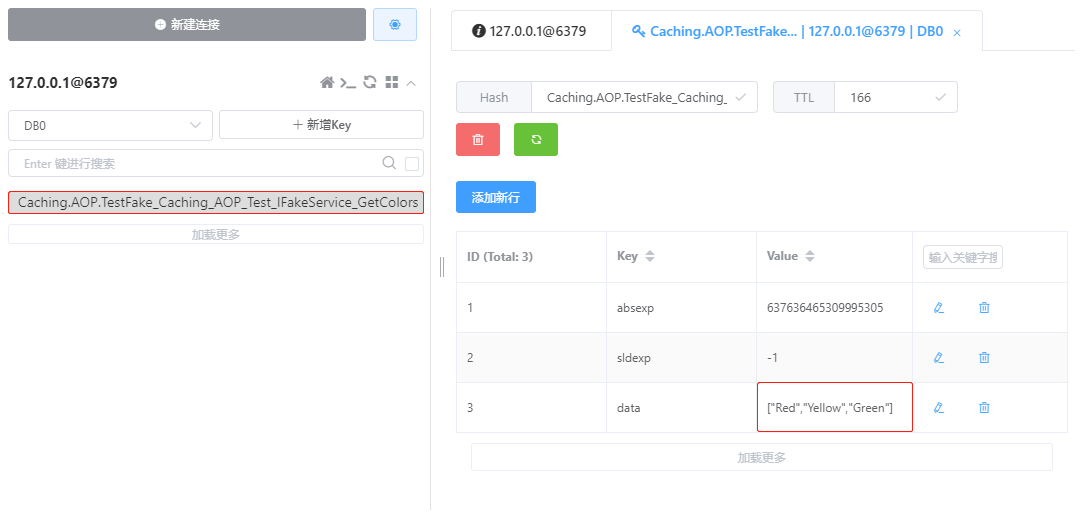 新建连接
127.0.0.1@6379
DB0
新增Key
Enter 键进行搜索
Caching.AOP.TestFake_Caching_AOP_Test_IFakeService_GetColors
加载更多
127.0.0.1@6379
Caching.AOP.TestFake... | 127.0.0.1@6379 | DB0
Hash Caching.AOP.TestFake_Caching_
TTL 166
添加新行
ID (Total: 3) Key Value 输入关键字搜
1 absexp 637636465309995305
2 sldexp -1
3 data ["Red","Yellow","Green"]
加载更多